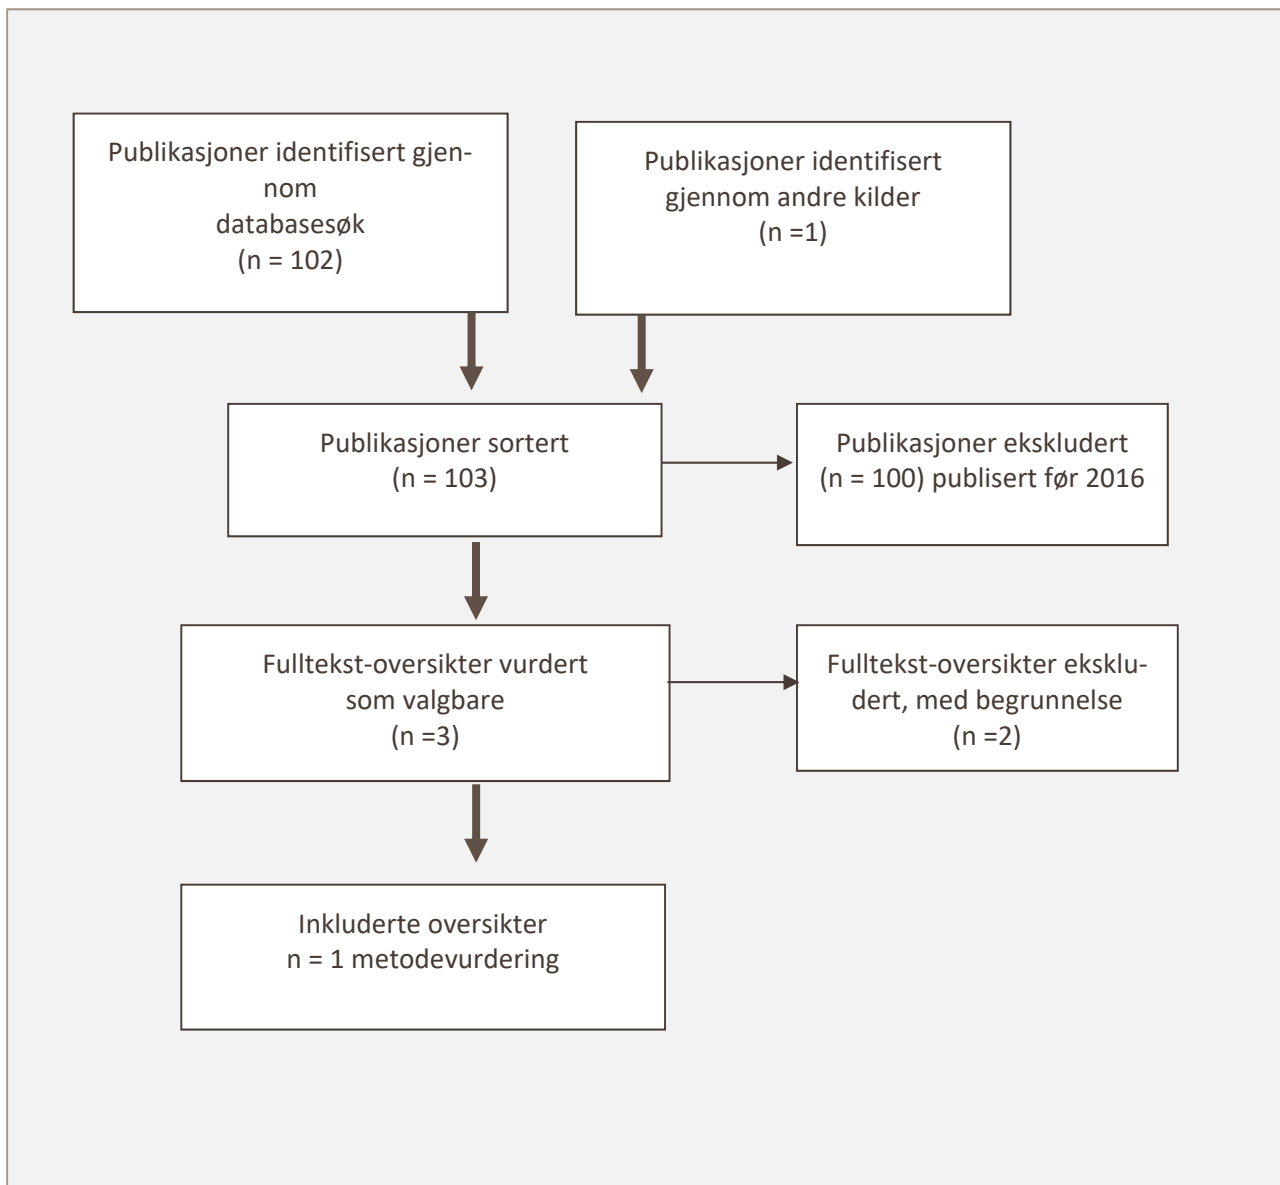 Publikasjoner identifisert gjen-
nom
databasesøk
(n = 102)
Publikasjoner identifisert
gjennom andre kilder
(n =1)
Publikasjoner sortert
(n = 103)
Publikasjoner ekskludert
(n = 100) publisert før 2016
Fulltekst-oversikter vurdert
som valgbare
(n =3)
Fulltekst-oversikter eksklu-
dert, med begrunnelse
(n =2)
Inkluderte oversikter
n = 1 metodevurdering